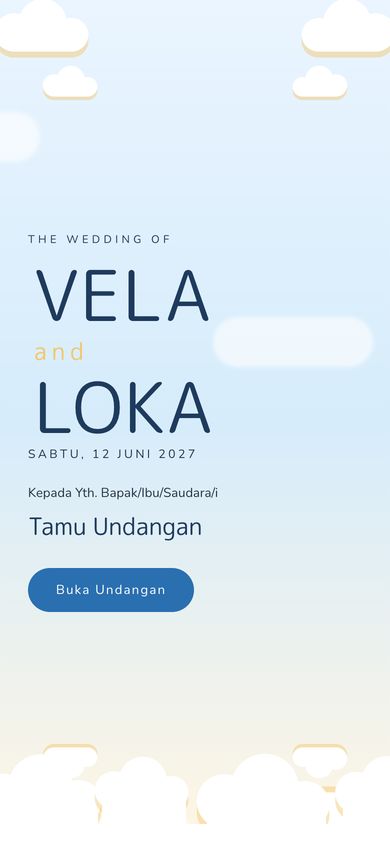 THE WEDDING OF
VELA
and
LOKA
SABTU, 12 JUNI 2027
Kepada Yth. Bapak/Ibu/Saudara/i
Tamu Undangan
Buka Undangan